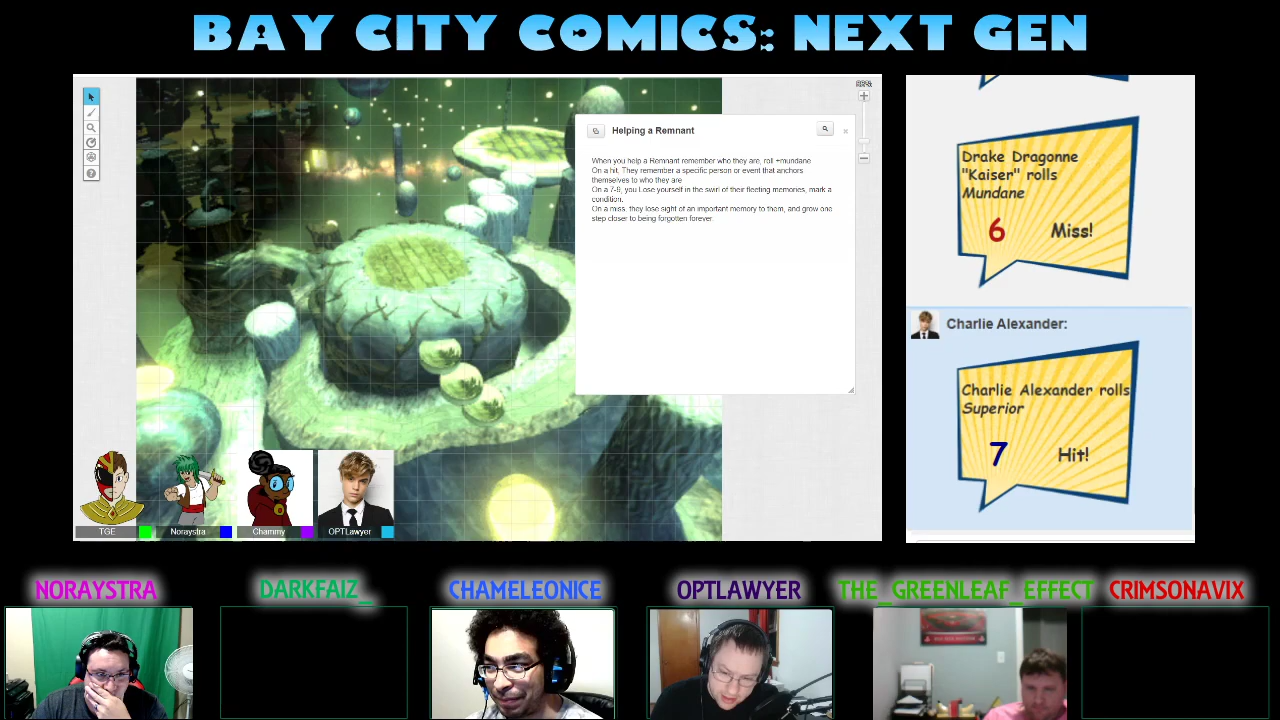 BAY CITY COMICS: NEXT GEN
Helping a Remnant
When you help a Remnant remember who they are, roll +mundane
On a hit, They remember a specific person or event that anchors
themselves to who they are
On a 7-9, you Lose yourself in the swirl of their fleeting memories, mark a
condition.
On a miss, they lose sight of an important memory to them, and grow one
step closer to being forgotten forever.
Drake Dragonne
"Kaiser" rolls
Mundane
6 Miss!
Charlie Alexander:
Charlie Alexander rolls
Superior
7 Hit!
TGE
Noraystra
Chammy
OPTLawyer
NORAYSTRA
DARKFAIZ_
CHAMELEONICE
OPTLAWYER
THE_GREENLEAF_EFFECT
CRIMSONAVIX